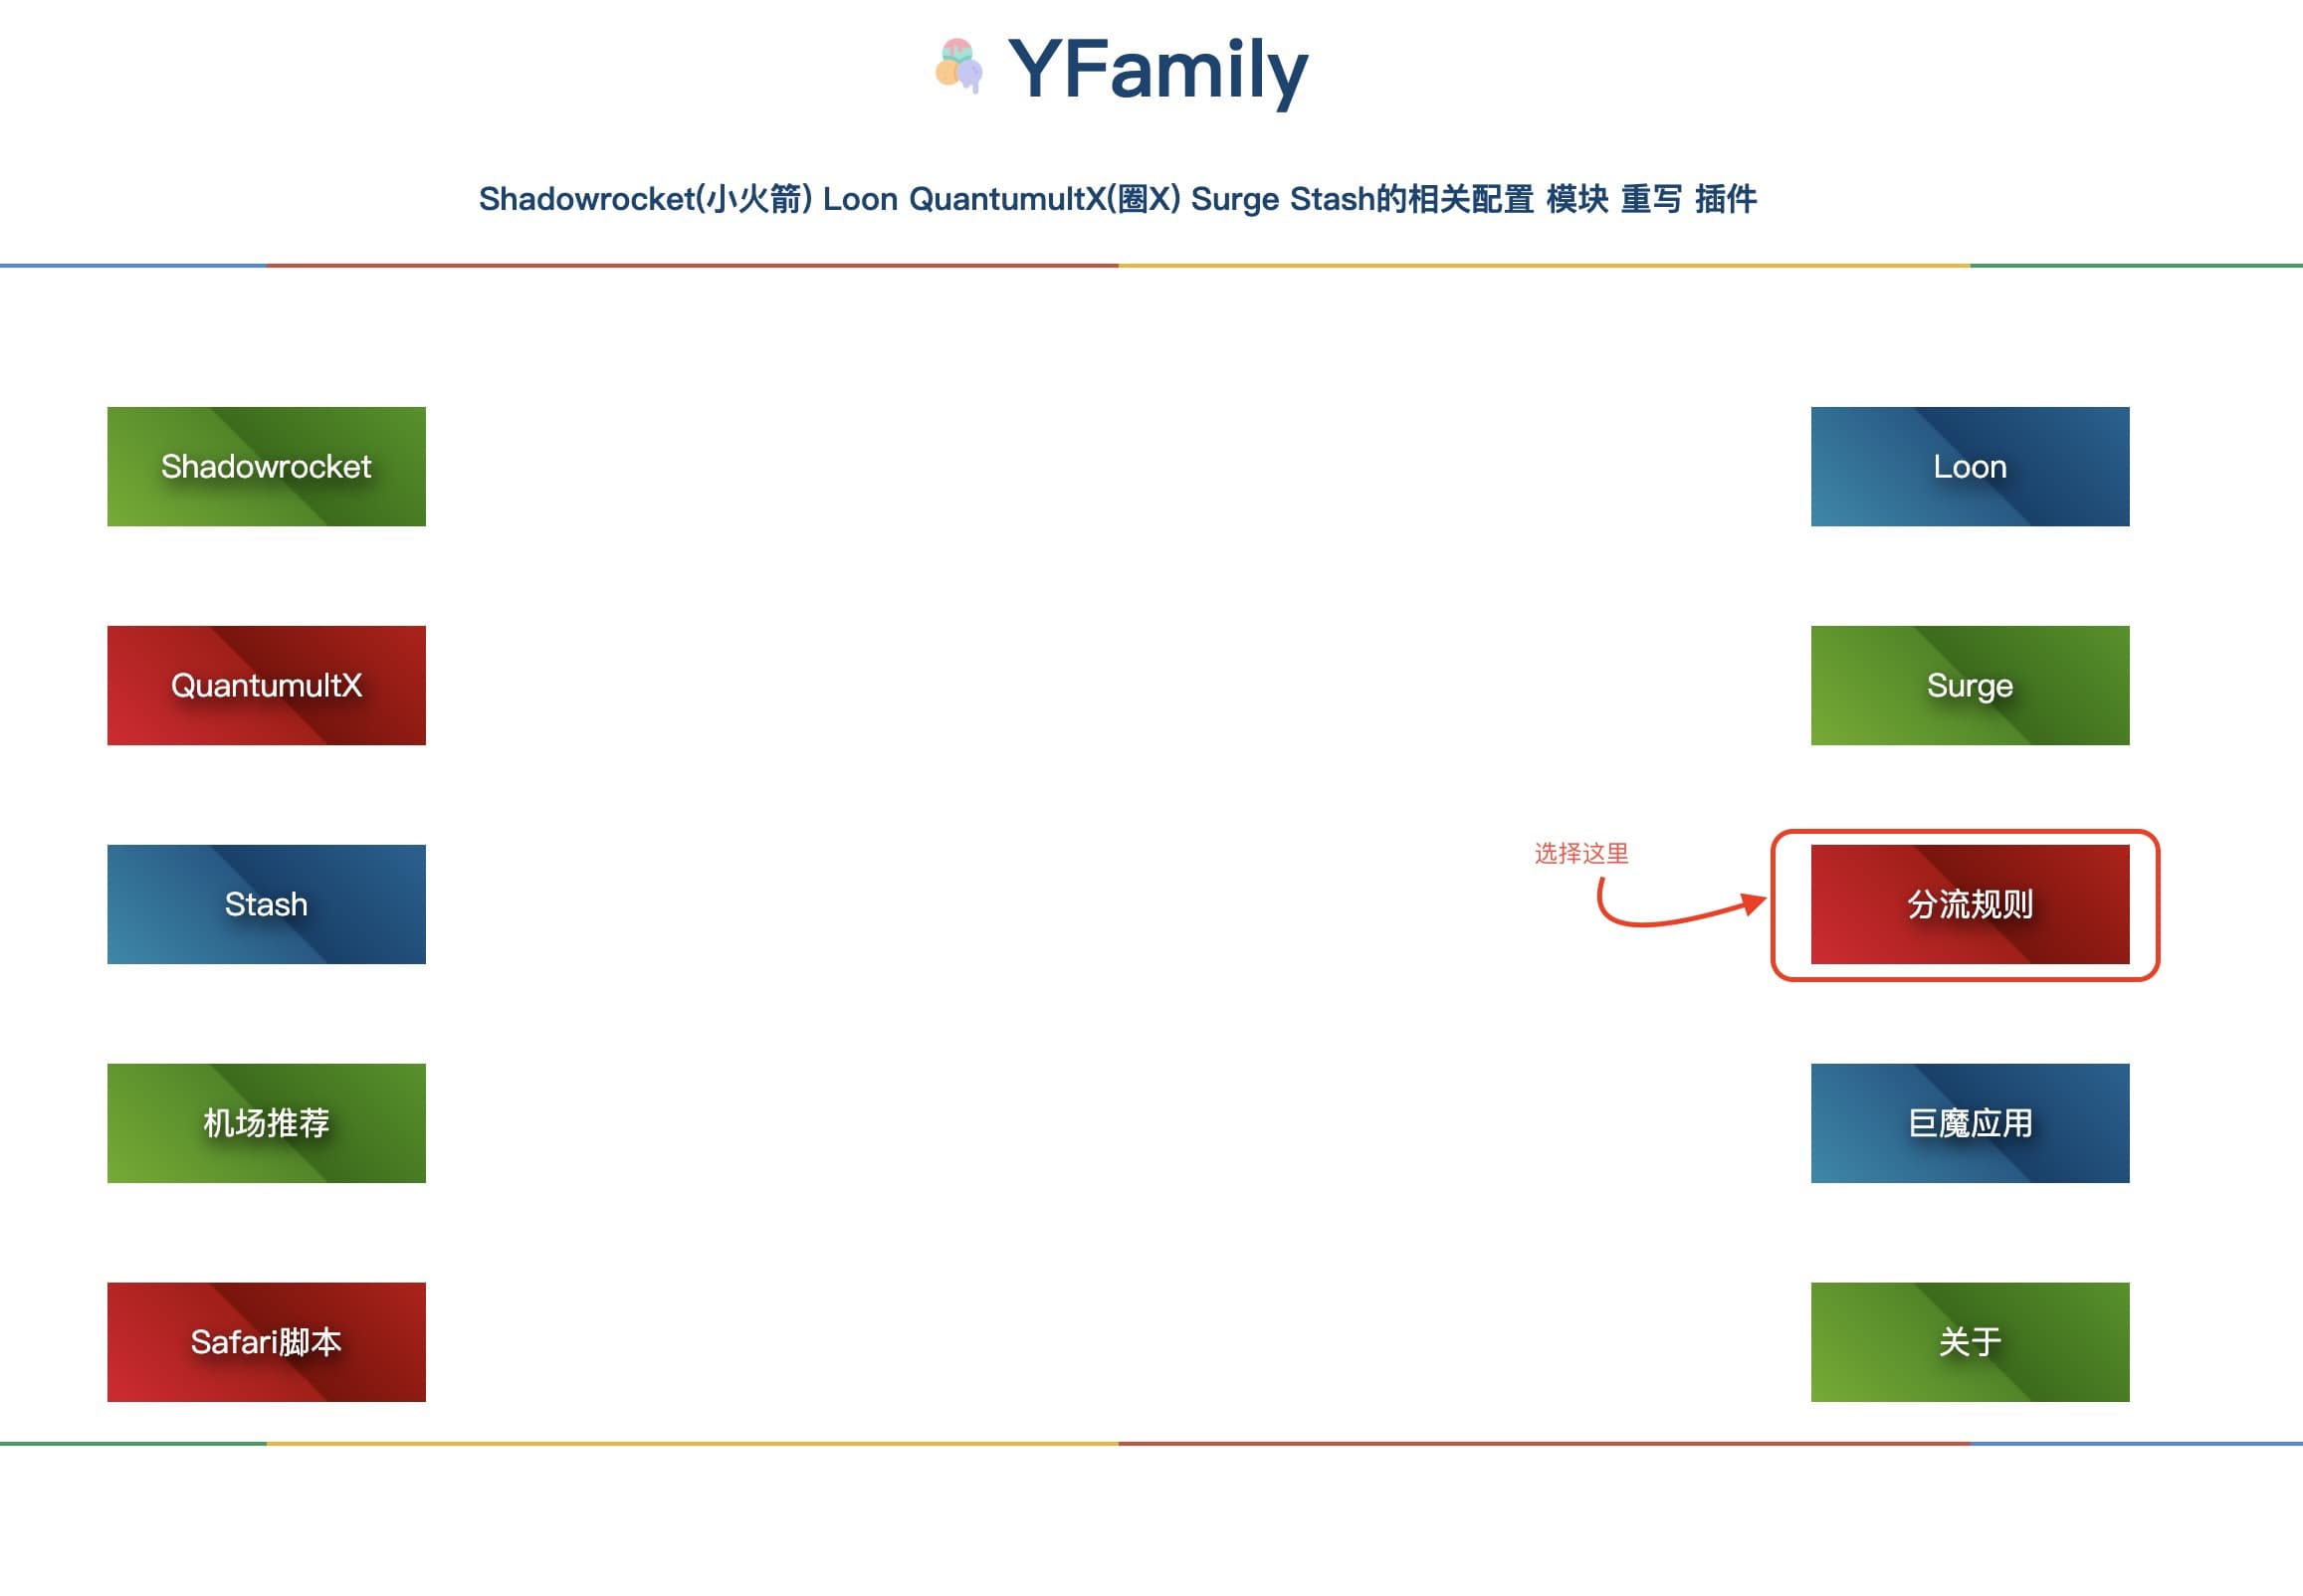 YFamily
Shadowrocket(小火箭) Loon QuantumultX(圈X) Surge Stash的相关配置 模块 重写 插件
Shadowrocket
Loon
QuantumultX
Surge
选择这里
Stash
分流规则
机场推荐
巨魔应用
Safari脚本
关于